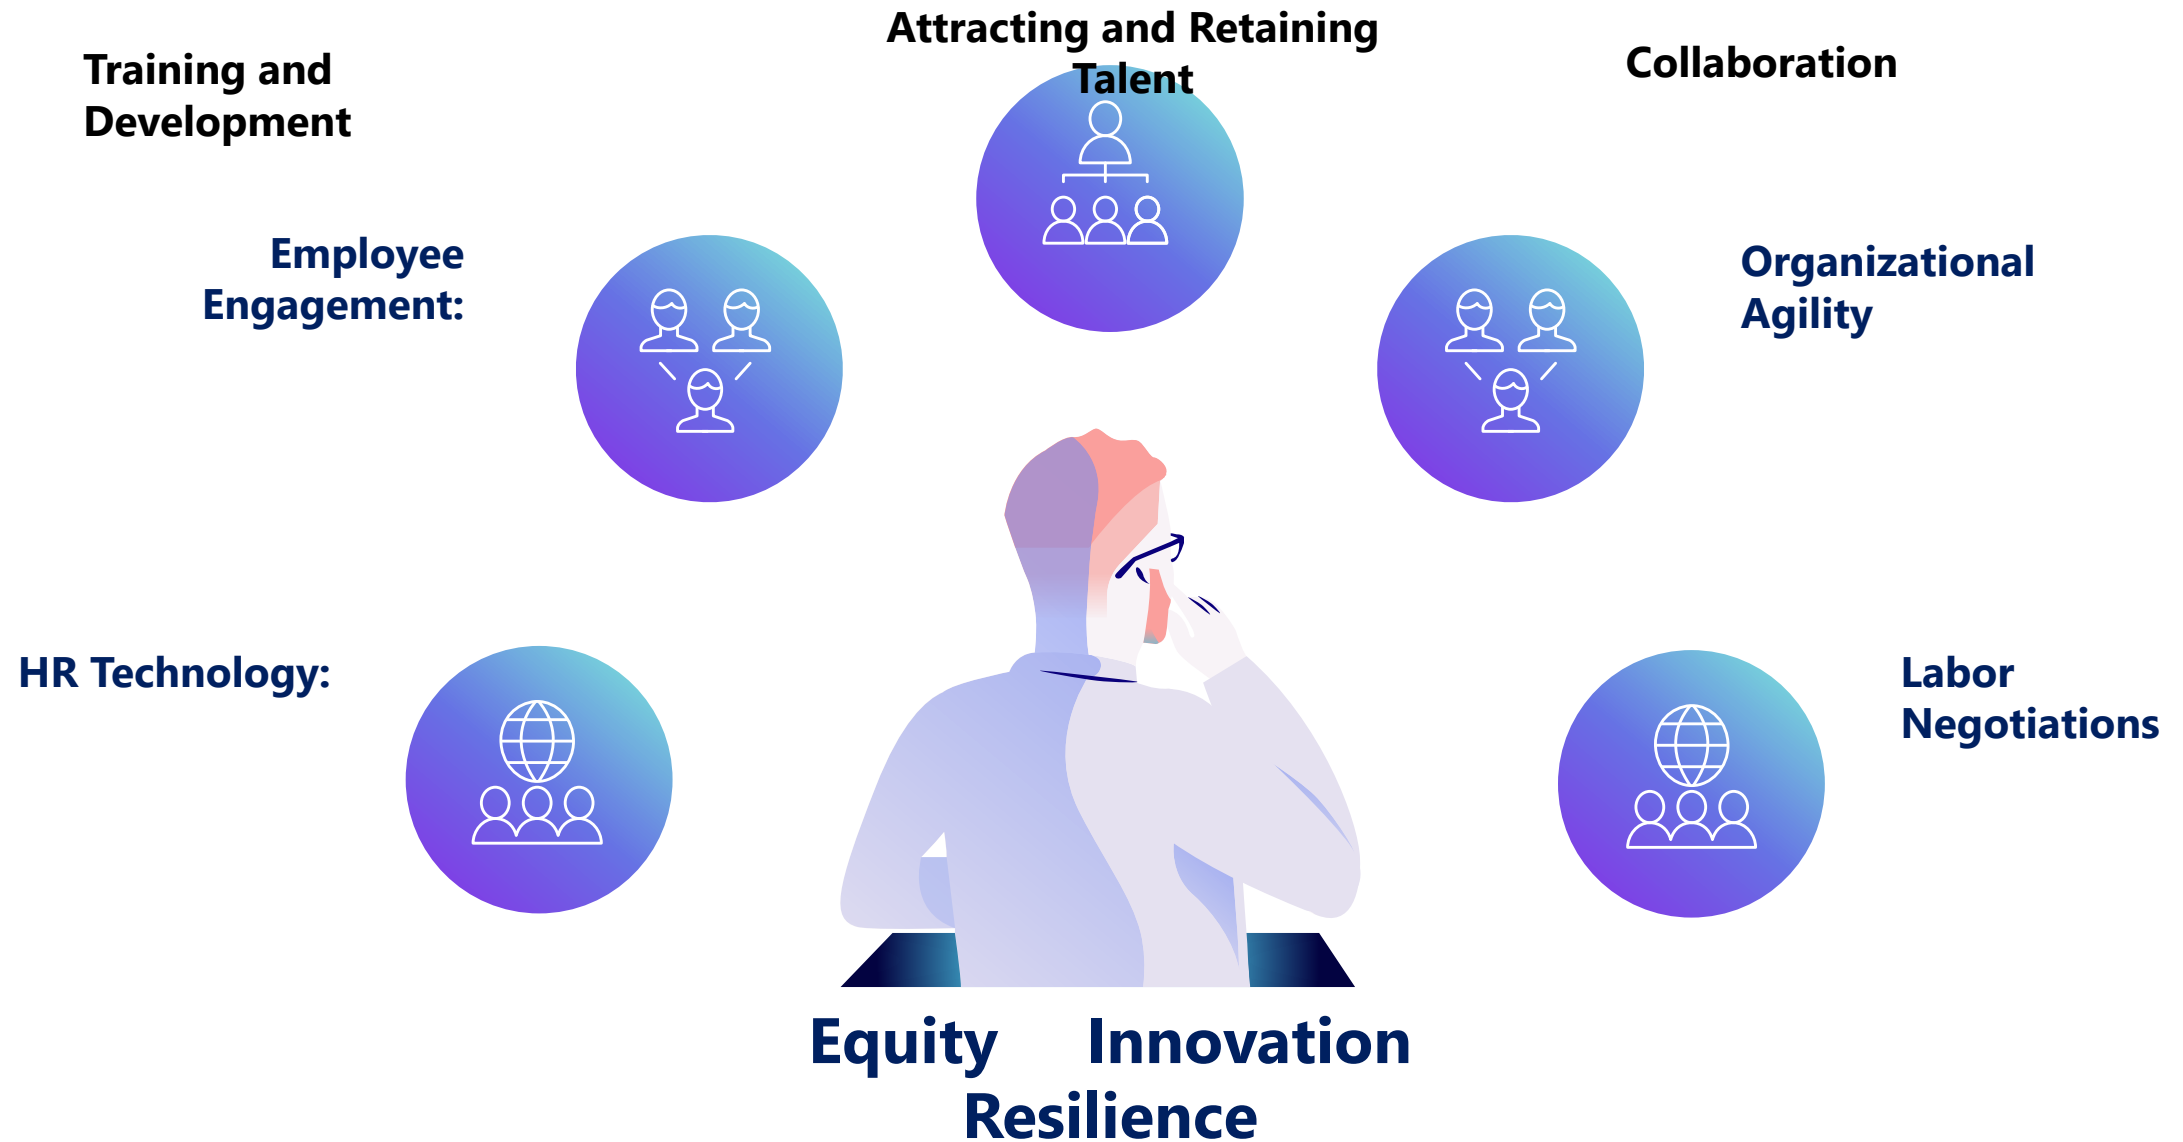 Attracting and Retaining
Talent
Training and
Development
Collaboration
Employee
Engagement:
Organizational
Agility
HR Technology:
Labor
Negotiations
Equity Innovation
Resilience